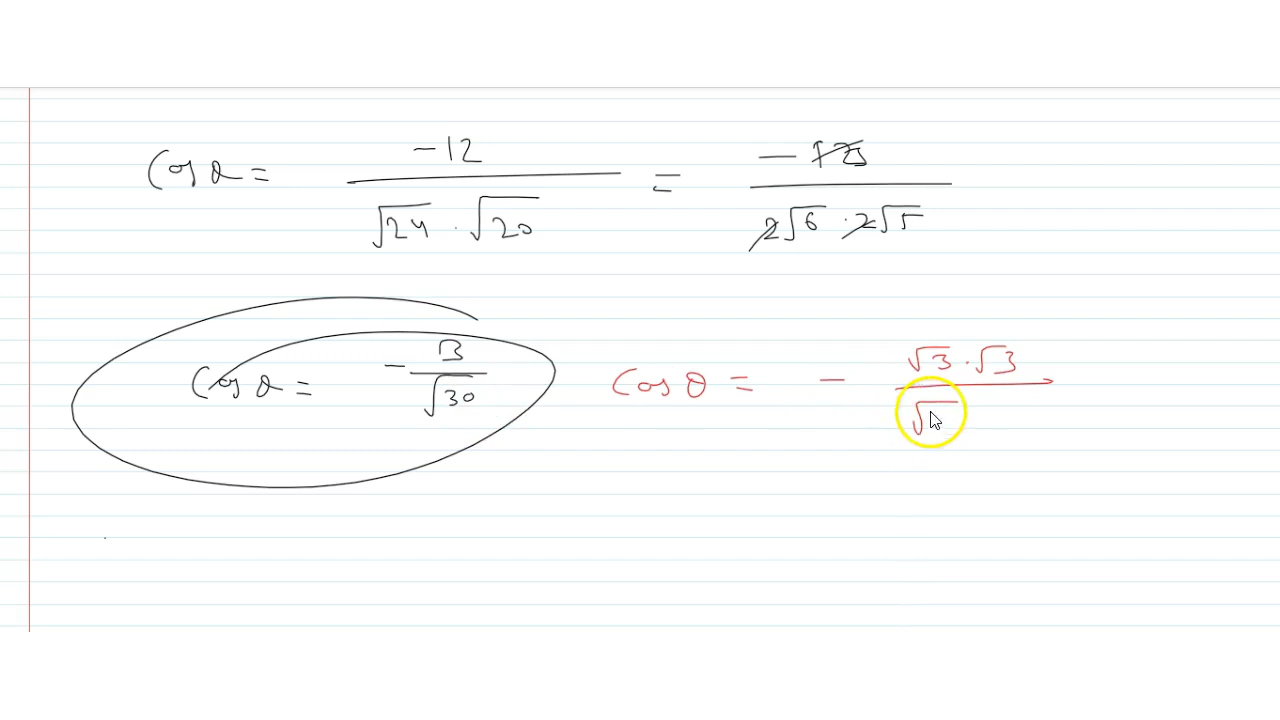 Cos θ = -12 / √24 · √20 = - 12 / 2√6 · 2√5
Cos θ = - 3 / √30 Cos θ = - √3 · √3 / √